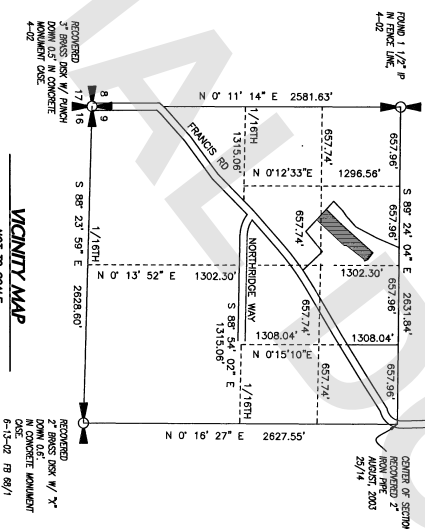 FOUND 1 1/2" IP
IN FENCE LINE,
4-02
N 0° 11' 14" E 2581.63'
RECOVERED
3" BRASS DISK W/ PUNCH
DOWN 0.5' IN CONCRETE
MONUMENT CASE.
4-02
17
8
16
9
657.96'
657.96'
S 89° 24' 04" E 2631.84'
657.96'
657.96'
1/16TH
1315.06'
657.74'
N 0°12'33"E 1296.56'
657.74'
FRANCIS RD
NORTHRIDGE WAY
1/16TH
N 0° 13' 52" E 1302.30'
1302.30'
S 88° 23' 59" E 2628.60'
657.74'
S 88° 54' 02" E
1315.06'
1308.04'
1308.04'
N 0°15'10"E
1/16TH
657.74'
N 0° 16' 27" E 2627.55'
CENTER OF SECTION
RECOVERED 2"
IRON PIPE
AUGUST, 2003
25/14
RECOVERED
2" BRASS DISK W/ "X"
DOWN 0.6'
IN CONCRETE MONUMENT
CASE.
6-13-02 FB 68/1
VICINITY MAP
NOT TO SCALE